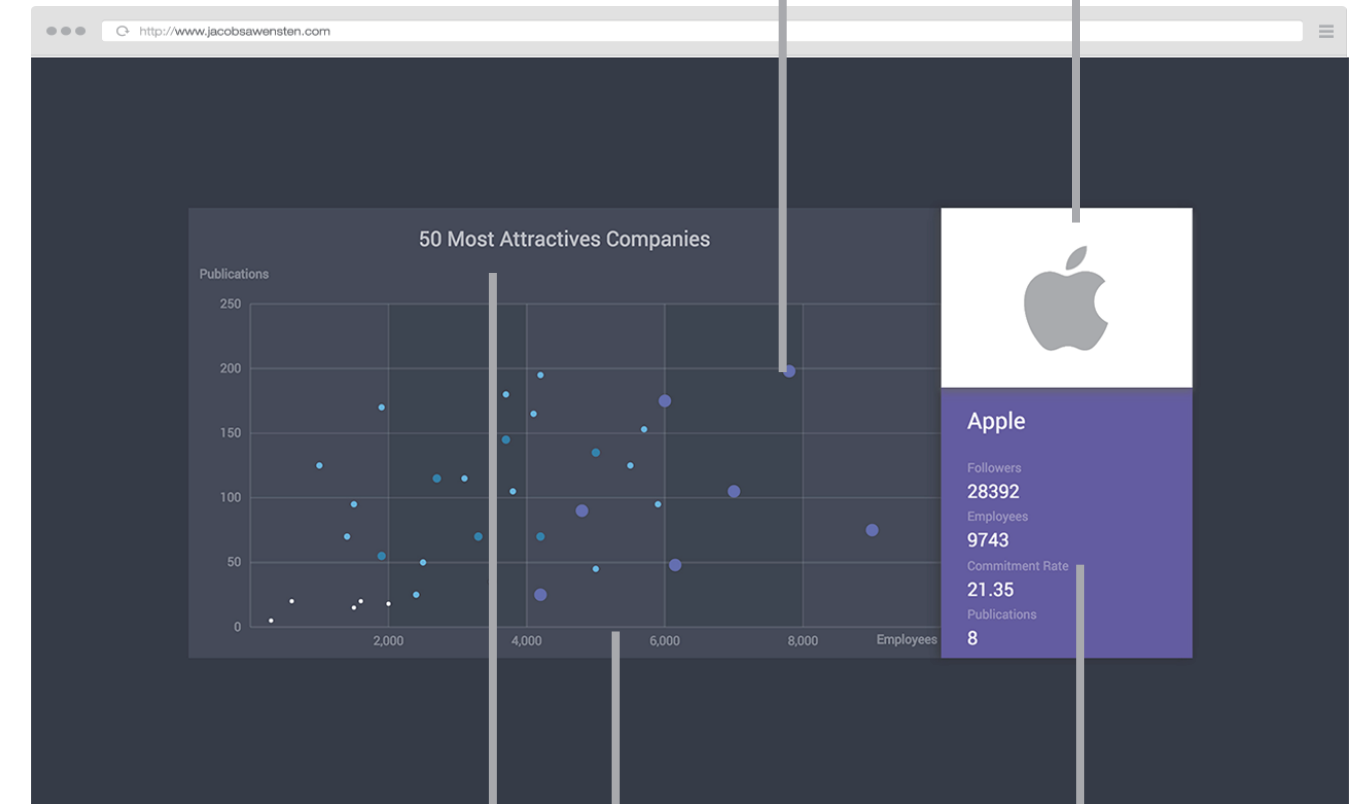 http://www.jacobsawensten.com
50 Most Attractives Companies
Publications
250
200
150
100
50
0
2,000 4,000 6,000 8,000 Employees
Apple
Followers
28392
Employees
9743
Commitment Rate
21.35
Publications
8